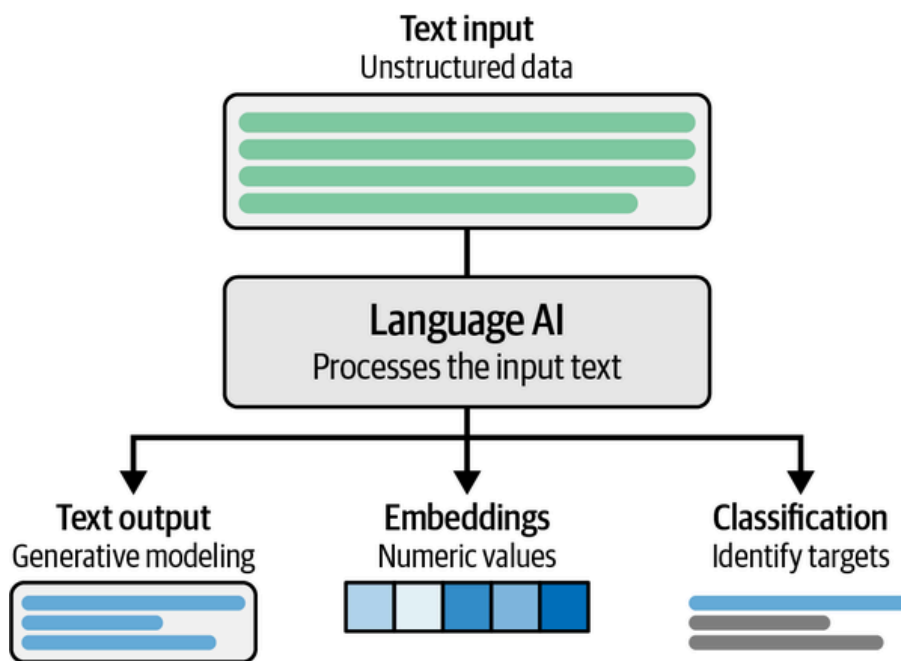 Text input
Unstructured data
Language AI
Processes the input text
Text output
Generative modeling
Embeddings
Numeric values
Classification
Identify targets